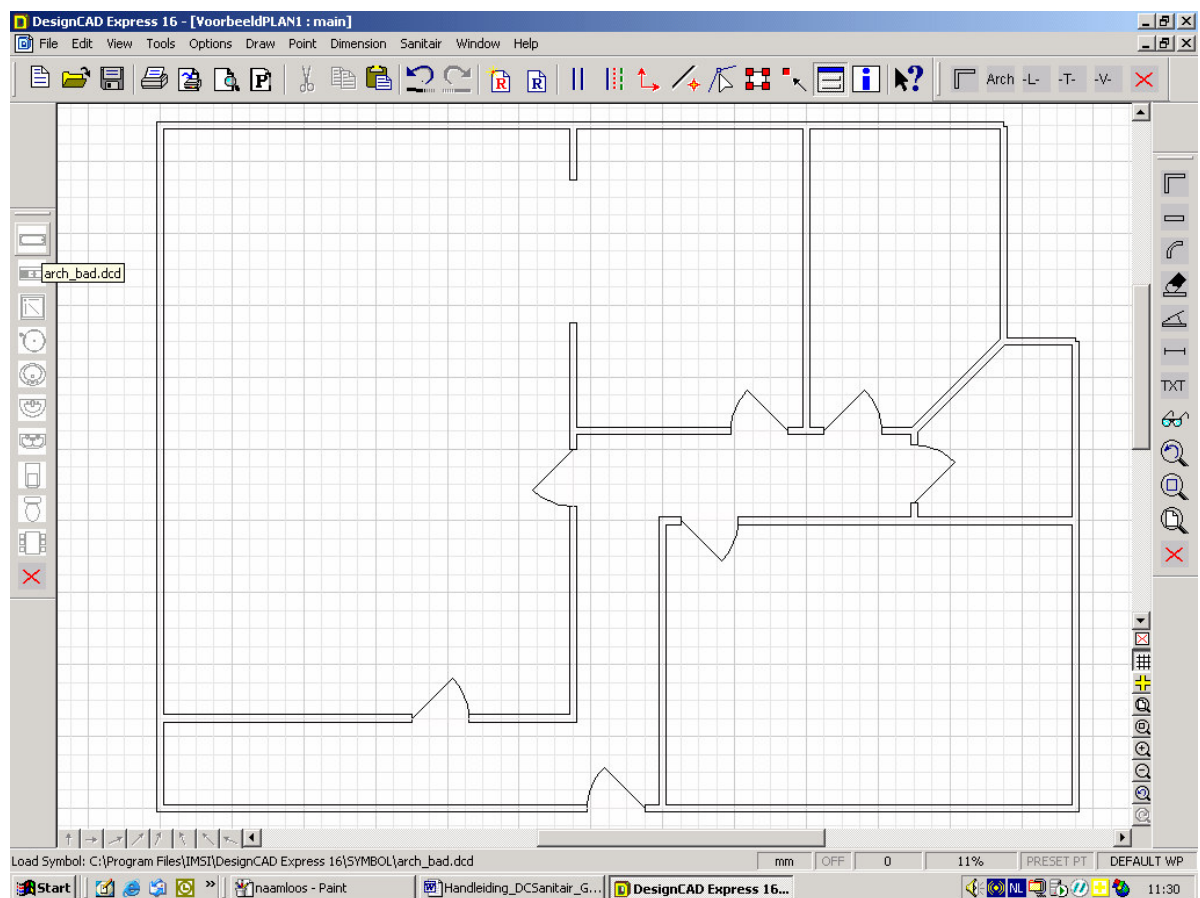 DesignCAD Express 16 - [VoorbeeldPLAN1 : main]
File Edit View Tools Options Draw Point Dimension Sanitair Window Help
P R R i ? Arch -L- -T- -V-
arch_bad.dcd
TXT
Load Symbol: C:\Program Files\IMSI\DesignCAD Express 16\SYMBOL\arch_bad.dcd mm OFF 0 11% PRESET PT DEFAULT WP
Start » naamloos - Paint Handleiding_DCSanitair_G... DesignCAD Express 16... NL 11:30